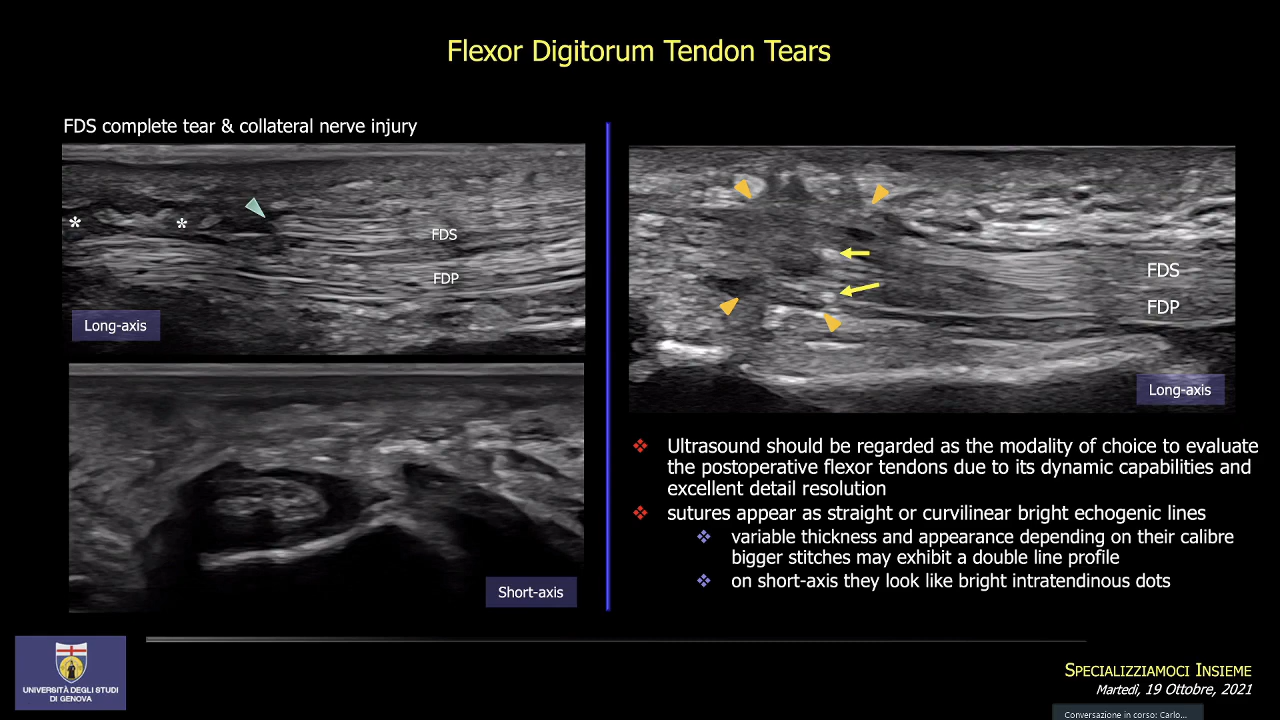 Flexor Digitorum Tendon Tears
FDS complete tear & collateral nerve injury
*
*
FDS
FDP
Long-axis
Short-axis
FDS
FDP
Long-axis
Ultrasound should be regarded as the modality of choice to evaluate
the postoperative flexor tendons due to its dynamic capabilities and
excellent detail resolution
sutures appear as straight or curvilinear bright echogenic lines
variable thickness and appearance depending on their calibre
bigger stitches may exhibit a double line profile
on short-axis they look like bright intratendinous dots
UNIVERSITÀ DEGLI STUDI
DI GENOVA
SPECIALIZZIAMOCI INSIEME
Martedì, 19 Ottobre, 2021
Conversazione in corso: Carlo...